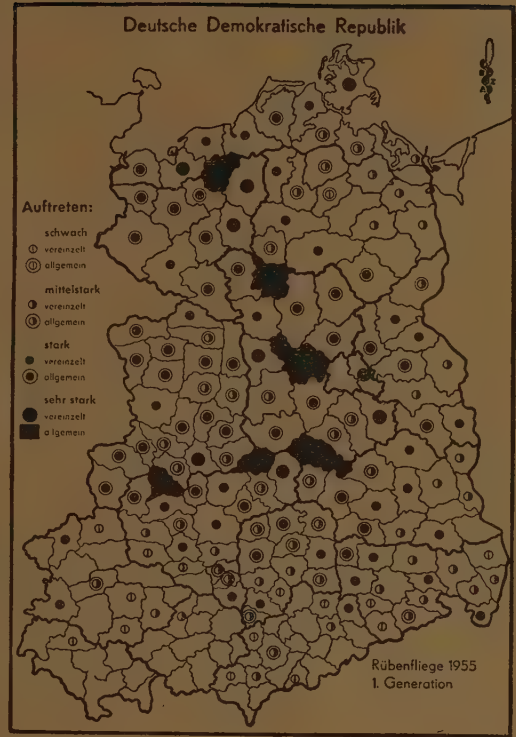 Deutsche Demokratische Republik
Auftreten:
schwach
vereinzelt
allgemein
mittelstark
vereinzelt
allgemein
stark
vereinzelt
allgemein
sehr stark
vereinzelt
allgemein
Rübenfliege 1955
1. Generation